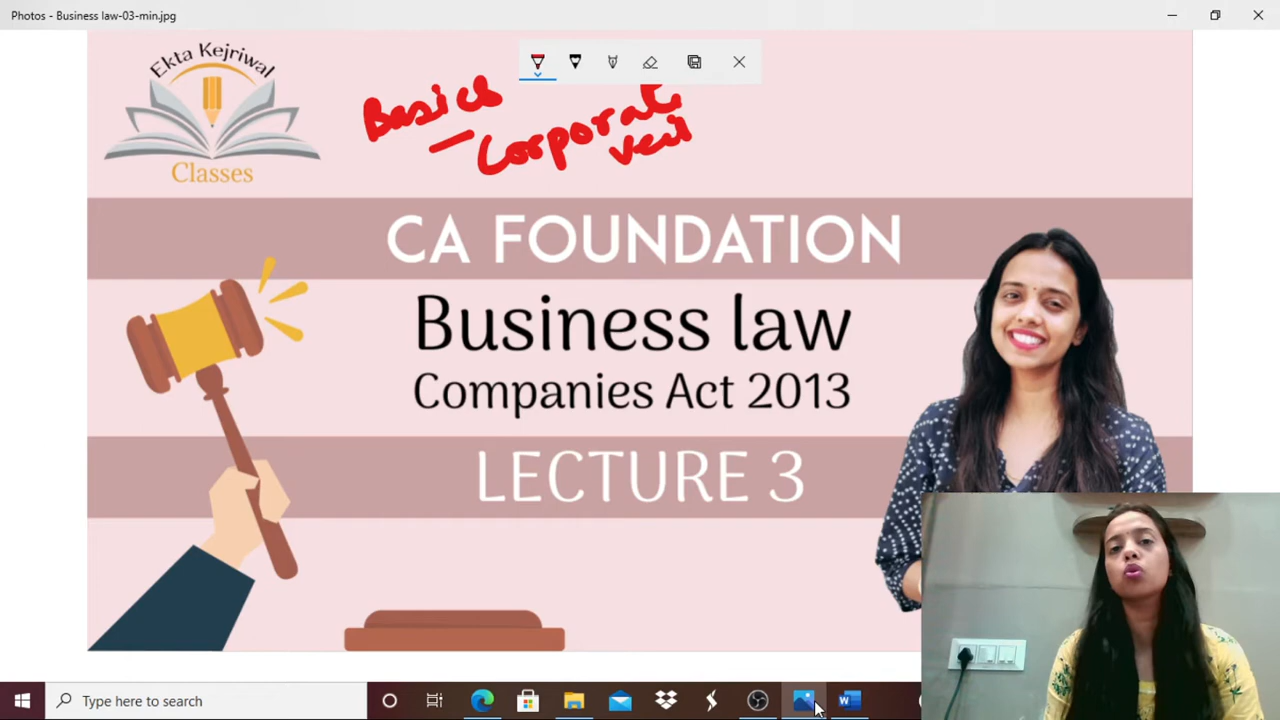 Photos - Business law-03-min.jpg
Ekta Kejriwal
Classes
Basics
- Corporate
veil
CA FOUNDATION
Business law
Companies Act 2013
LECTURE 3
Type here to search